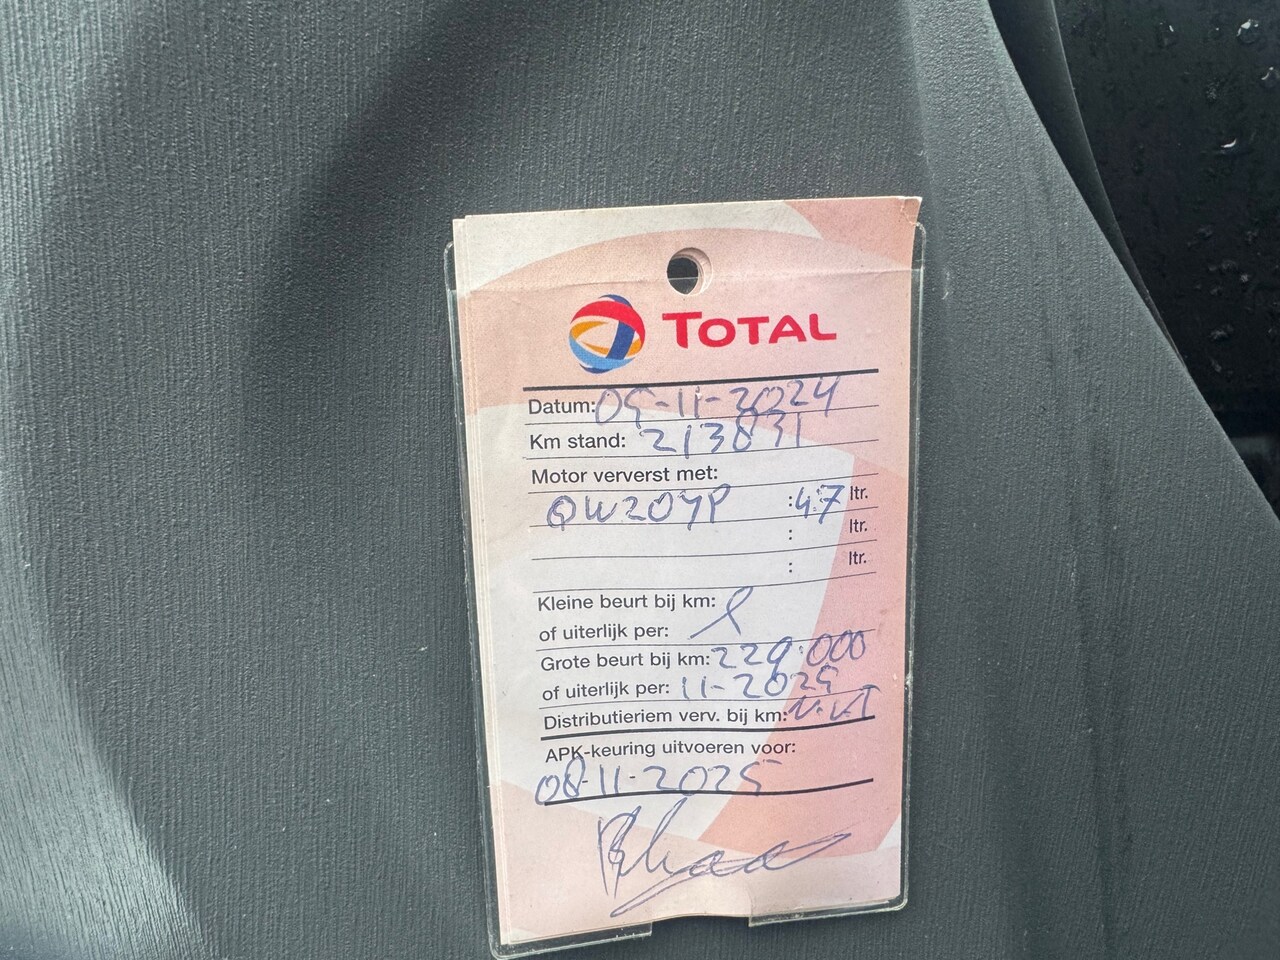 TOTAL
Datum: 05-11-2024
Km stand: 213831
Motor ververst met:
0W20YP : 4.7 ltr.
: ltr.
: ltr.
Kleine beurt bij km:
of uiterlijk per:
Grote beurt bij km: 229.000
of uiterlijk per: 11-2025
Distributieriem verv. bij km: N.V.T
APK-keuring uitvoeren voor:
08-11-2025